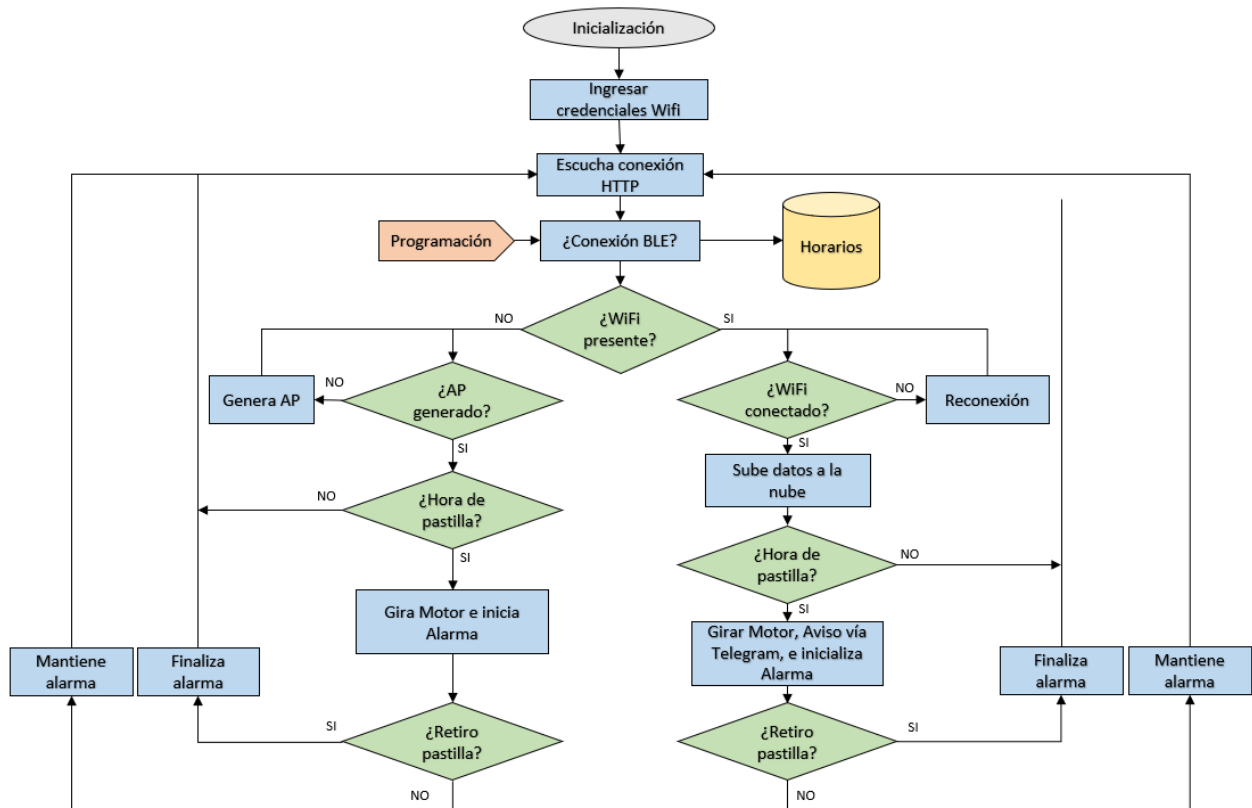 Inicialización
Ingresar
credenciales Wifi
Escucha conexión
HTTP
Programación
¿Conexión BLE?
Horarios
NO
¿WiFi
presente?
SI
Genera AP
NO
¿AP
generado?
¿WiFi
conectado?
NO
Reconexión
SI
SI
Sube datos a la
nube
NO
¿Hora de
pastilla?
¿Hora de
pastilla?
NO
SI
SI
Gira Motor e inicia
Alarma
Girar Motor, Aviso vía
Telegram, e inicializa
Alarma
Mantiene
alarma
Finaliza
alarma
Finaliza
alarma
Mantiene
alarma
SI
¿Retiro
pastilla?
¿Retiro
pastilla?
SI
NO
NO